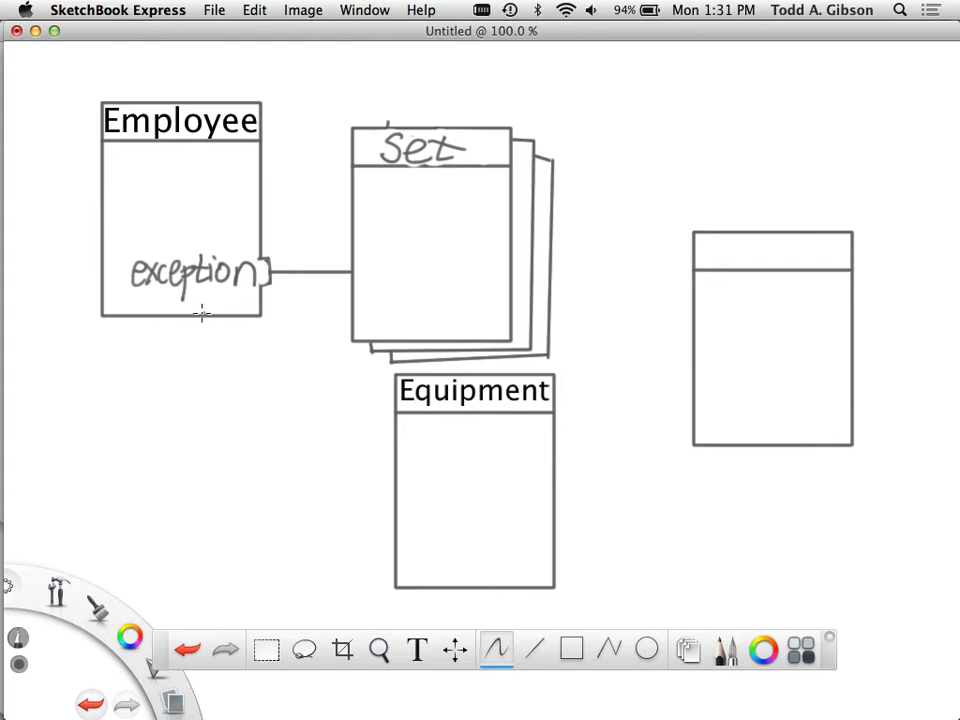 SketchBook Express File Edit Image Window Help 94% Mon 1:31 PM Todd A. Gibson
Untitled @ 100.0 %
Employee
set
exception
Equipment
T